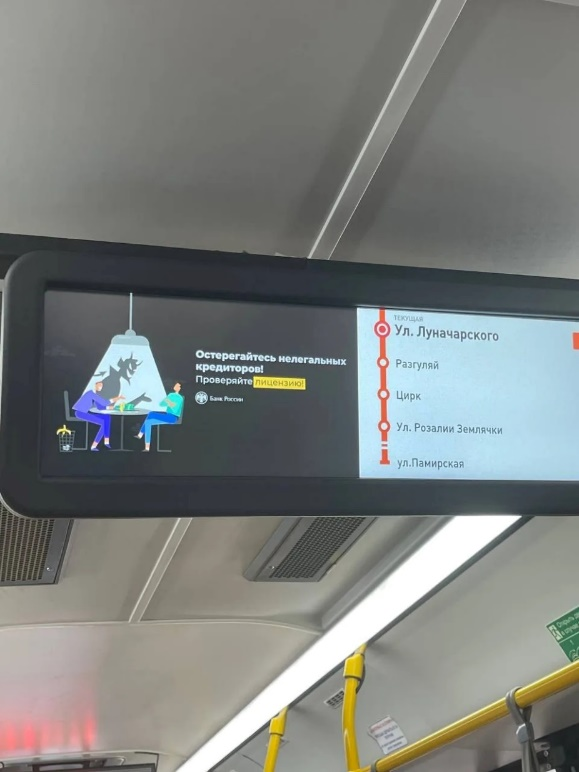 Остерегайтесь нелегальных
кредиторов!
Проверяйте лицензию!
Банк России
ТЕКУЩАЯ
Ул. Луначарского
Разгуляй
Цирк
Ул. Розалии Землячки
ул.Памирская